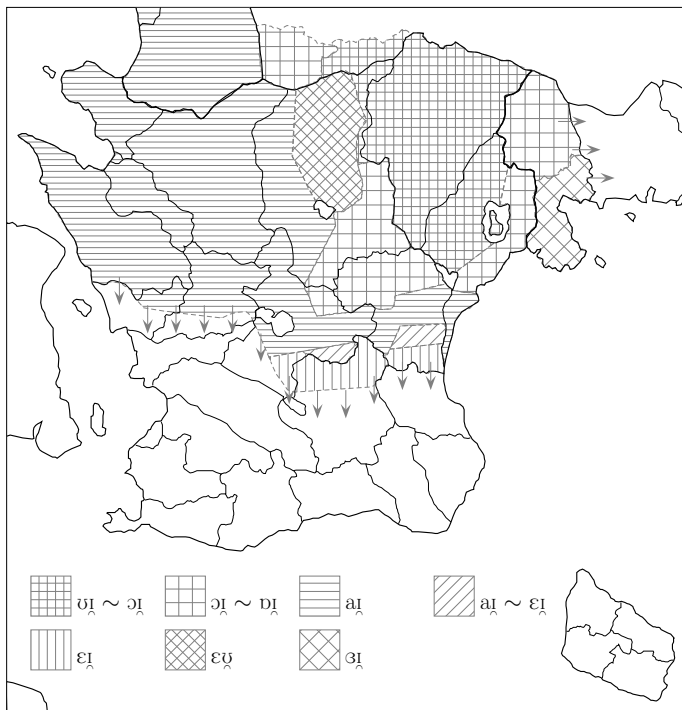 ʊɪ̯ ~ ɔɪ̯ ɔɪ̯ ~ ɒɪ̯ aɪ̯ aɪ̯ ~ ɛɪ̯
ɛɪ̯ ɛʊ̯ ɞɪ̯